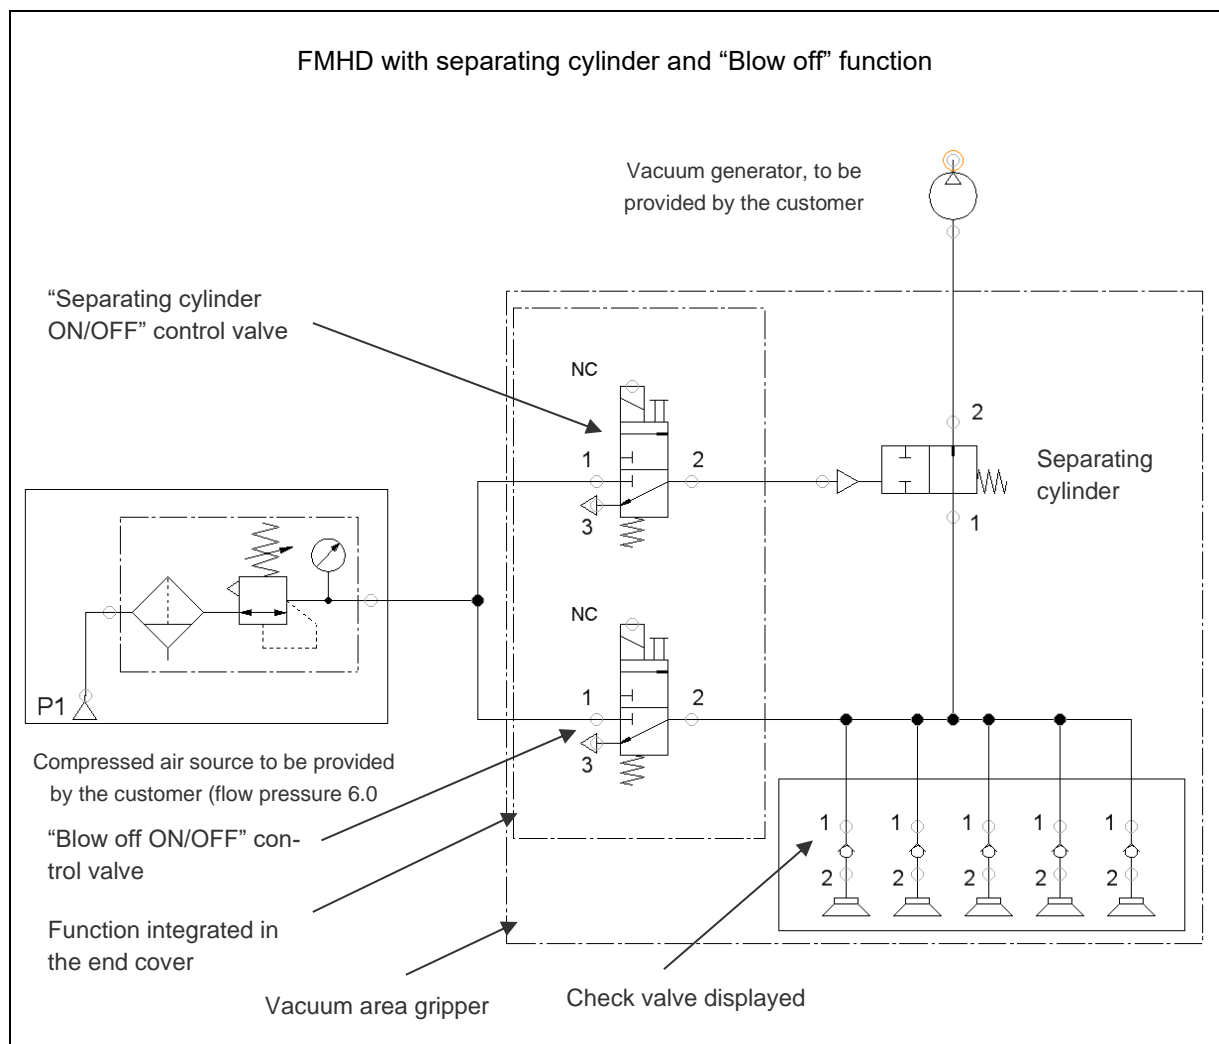 FMHD with separating cylinder and “Blow off” function
Vacuum generator, to be
provided by the customer
“Separating cylinder
ON/OFF” control valve
NC
1
2
3
2
Separating
cylinder
1
NC
1
2
3
P1
Compressed air source to be provided
by the customer (flow pressure 6.0
“Blow off ON/OFF” con-
trol valve
Function integrated in
the end cover
Vacuum area gripper
1 1 1 1 1
2 2 2 2 2
Check valve displayed